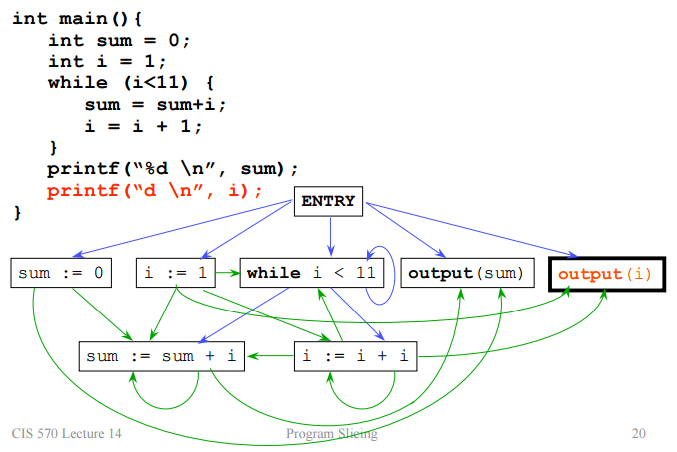 int main(){
int sum = 0;
int i = 1;
while (i<11) {
sum = sum+i;
i = i + 1;
}
printf(“%d \n”, sum);
printf(“d \n”, i);
}
ENTRY
sum := 0
i := 1
while i < 11
output(sum)
output(i)
sum := sum + i
i := i + i
CIS 570 Lecture 14
Program Slicing
20